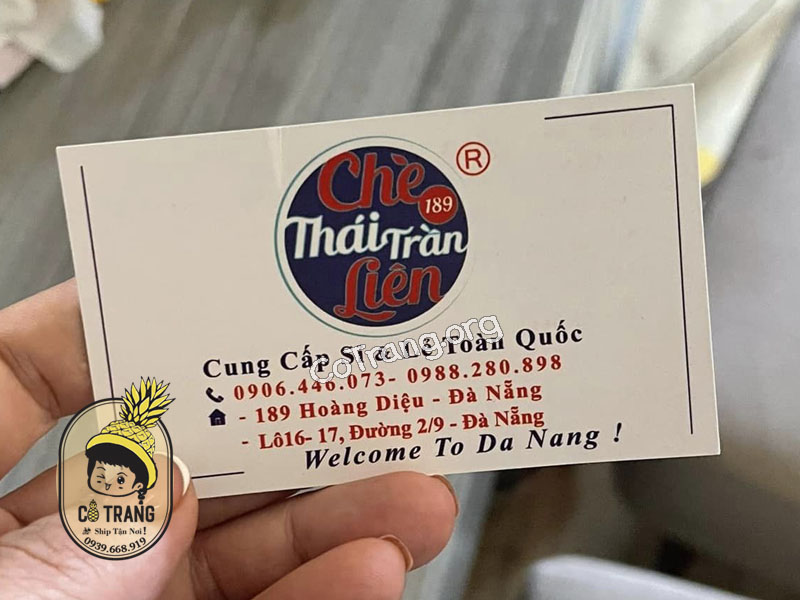 Chè
189
®
Thái Trần
Liên
Cung Cấp Sỉ & Lẻ Toàn Quốc
CoTrang.org
0906.446.073- 0988.280.898
- 189 Hoàng Diệu - Đà Nẵng
- Lô16- 17, Đường 2/9 - Đà Nẵng
Welcome To Da Nang !
CÔ TRANG
Ship Tận Nơi!
0939.668.919